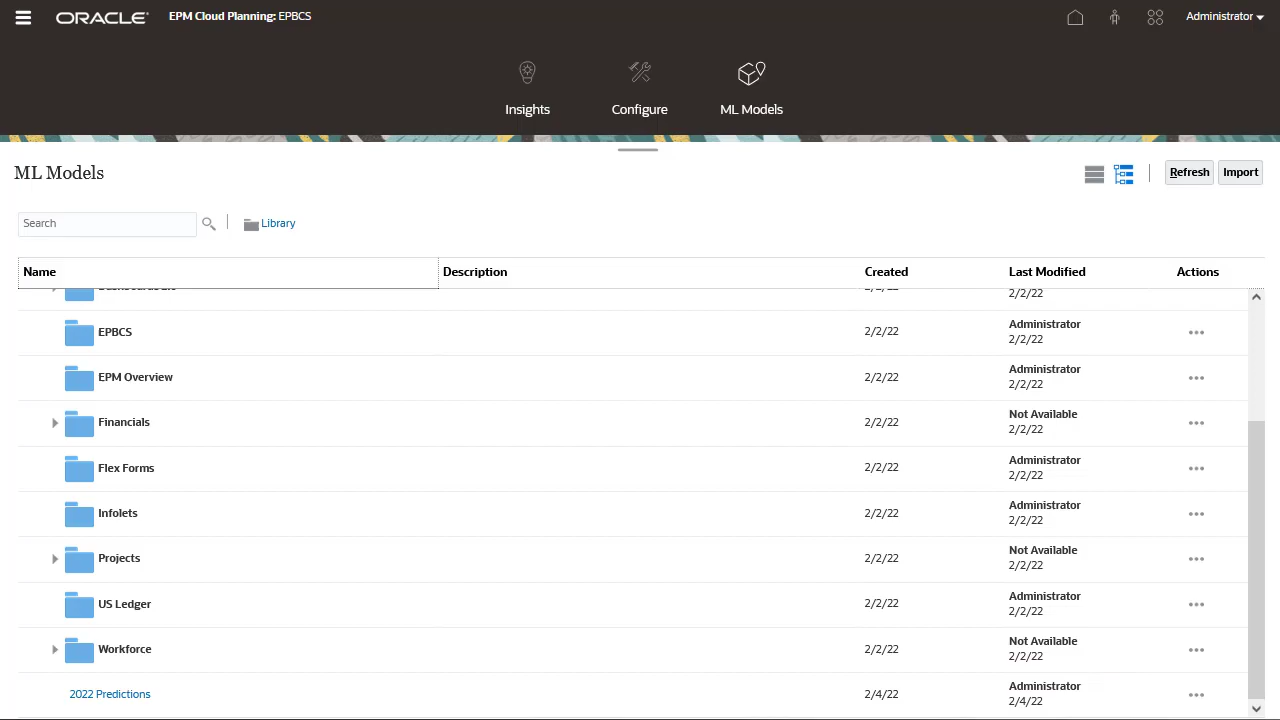 ORACLE® EPM Cloud Planning: EPBCS Administrator
Insights Configure ML Models
ML Models
Refresh Import
Search Library
Name Description Created Last Modified Actions
2/2/22
EPBCS 2/2/22 Administrator
2/2/22
EPM Overview 2/2/22 Administrator
2/2/22
Financials 2/2/22 Not Available
2/2/22
Flex Forms 2/2/22 Administrator
2/2/22
Infolets 2/2/22 Administrator
2/2/22
Projects 2/2/22 Not Available
2/2/22
US Ledger 2/2/22 Administrator
2/2/22
Workforce 2/2/22 Not Available
2/2/22
2022 Predictions 2/4/22 Administrator
2/4/22